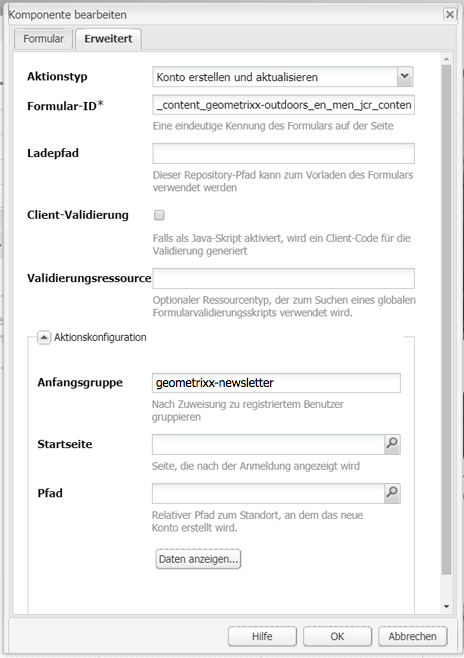 Komponente bearbeiten
Formular
Erweitert
Aktionstyp
Konto erstellen und aktualisieren
Formular-ID*
_content_geometrixx-outdoors_en_men_jcr_conten
Eine eindeutige Kennung des Formulars auf der Seite
Ladepfad
Dieser Repository-Pfad kann zum Vorladen des Formulars
verwendet werden
Client-Validierung
Falls als Java-Skript aktiviert, wird ein Client-Code für die
Validierung generiert
Validierungsressource
Optionaler Ressourcentyp, der zum Suchen eines globalen
Formularvalidierungsskripts verwendet wird.
Aktionskonfiguration
Anfangsgruppe
geometrixx-newsletter
Nach Zuweisung zu registriertem Benutzer
gruppieren
Startseite
Seite, die nach der Anmeldung angezeigt wird
Pfad
Relativer Pfad zum Standort, an dem das neue
Konto erstellt wird.
Daten anzeigen...
Hilfe
OK
Abbrechen